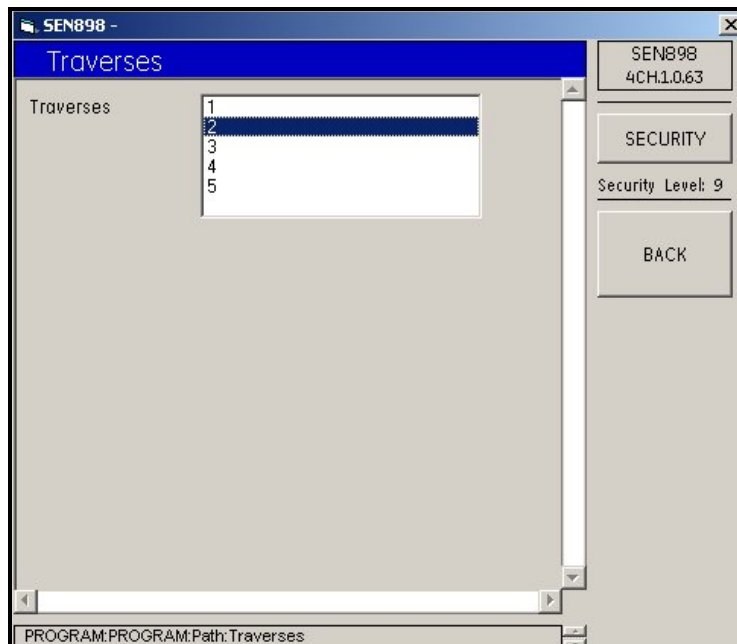 SEN898 -
Traverses
SEN898
4CH.1.0.63
Traverses
1
2
3
4
5
SECURITY
Security Level: 9
BACK
PROGRAM:PROGRAM:Path:Traverses